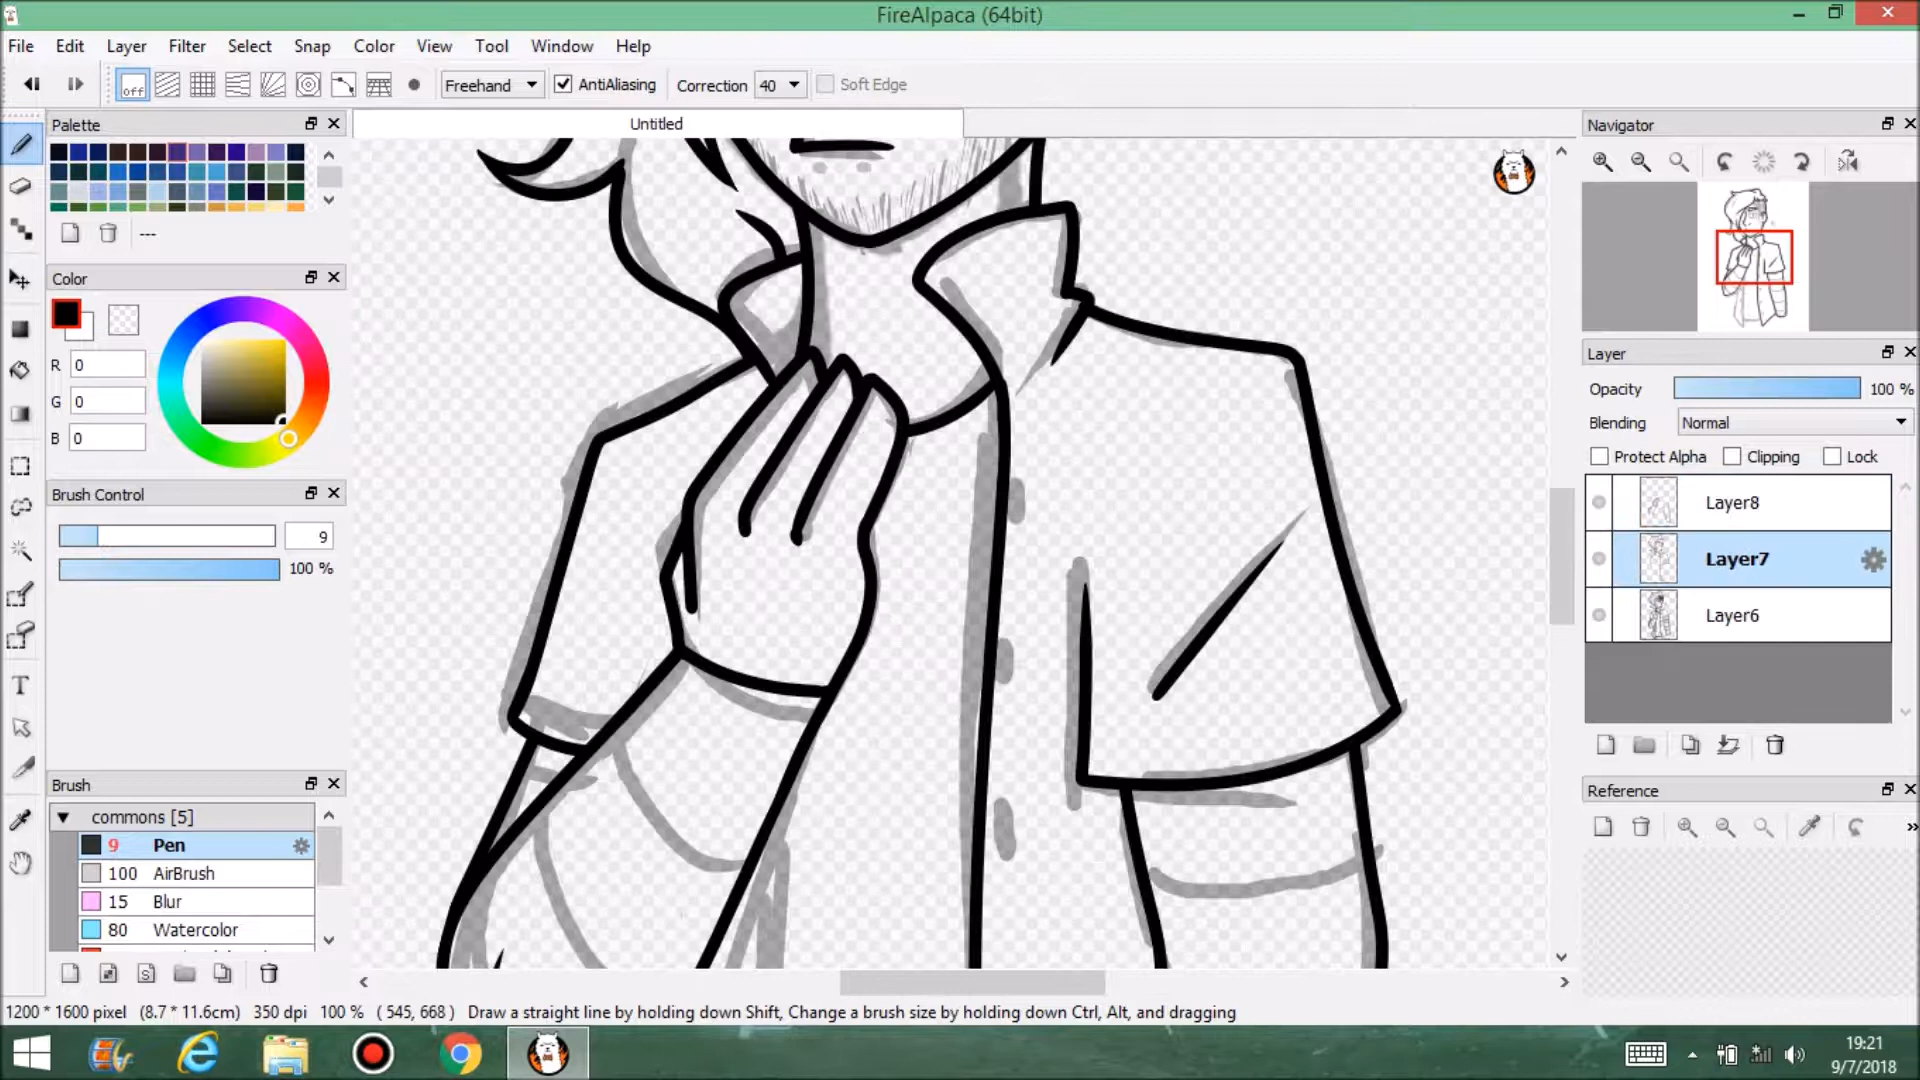 FireAlpaca (64bit)
File Edit Layer Filter Select Snap Color View Tool Window Help
off Freehand AntiAliasing Correction 40 Soft Edge
Palette
Untitled
Navigator
---
Color
R 0
G 0
B 0
Brush Control
9
100 %
Brush
commons [5]
9 Pen
100 AirBrush
15 Blur
80 Watercolor
Layer
Opacity 100 %
Blending Normal
Protect Alpha Clipping Lock
Layer8
Layer7
Layer6
Reference
»
T
1200 * 1600 pixel (8.7 * 11.6cm) 350 dpi 100 % ( 545, 668 ) Draw a straight line by holding down Shift, Change a brush size by holding down Ctrl, Alt, and dragging
19:21
9/7/2018